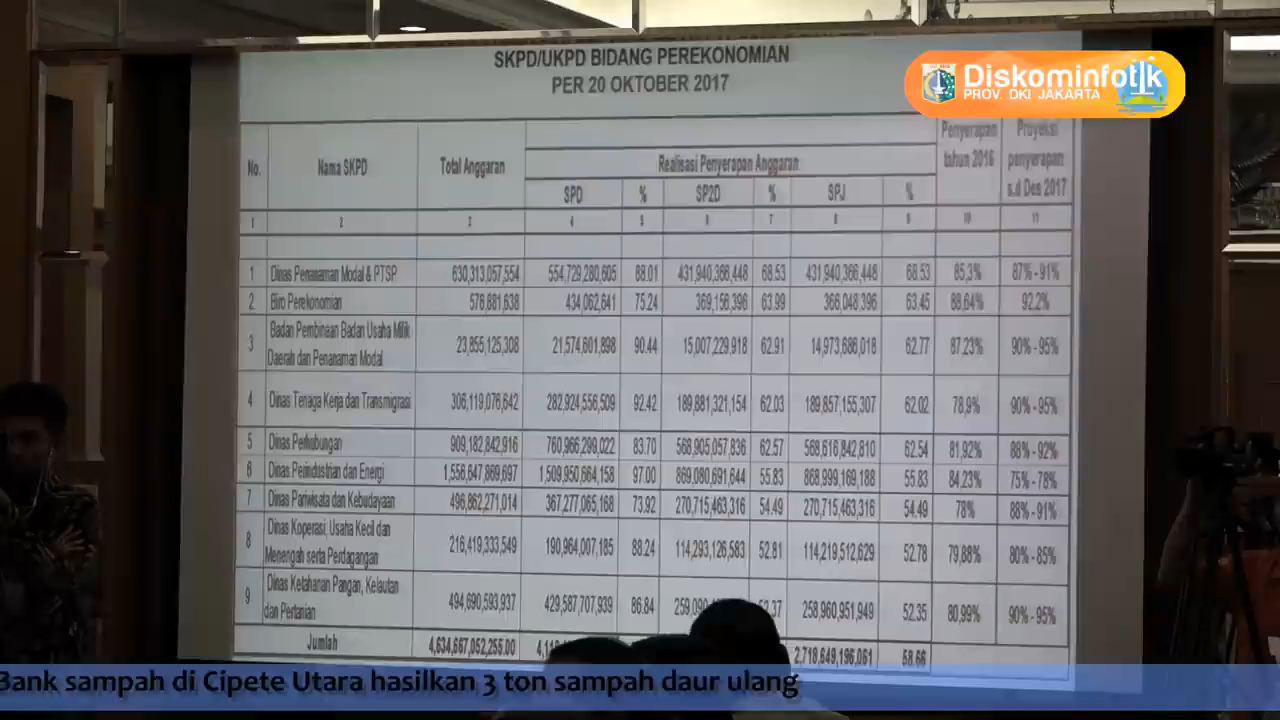 SKPD/UKPD BIDANG PEREKONOMIAN
PER 20 OKTOBER 2017
Diskominfotik
PROV. DKI JAKARTA
No. Nama SKPD Total Anggaran Realisasi Penyerapan Anggaran Penyerapan tahun 2016 Proyeksi penyerapan s.d Des 2017
SPD % SP2D % SPJ %
1 2 3 4 5 6 7 8 9 10 11
1 Dinas Penanaman Modal & PTSP 630,313,057,554 554,729,280,605 88.01 431,940,366,448 68.53 431,940,366,448 68.53 85,3% 87% - 91%
2 Biro Perekonomian 576,881,638 434,062,641 75.24 369,156,396 63.99 366,048,396 63.45 88,64% 92.2%
3 Badan Pembinaan Badan Usaha Milik Daerah dan Penanaman Modal 23,855,125,308 21,574,601,898 90.44 15,007,229,918 62.91 14,973,686,018 62.77 87,23% 90% - 95%
4 Dinas Tenaga Kerja dan Transmigrasi 306,119,076,642 282,924,556,509 92.42 189,881,321,154 62.03 189,857,155,307 62.02 78,9% 90% - 95%
5 Dinas Perhubungan 909,182,842,916 760,966,299,022 83.70 568,905,057,836 62.57 568,616,842,810 62.54 81,92% 88% - 92%
6 Dinas Perindustrian dan Energi 1,556,647,869,697 1,509,950,664,158 97.00 869,080,691,644 55.83 868,999,169,188 55.83 84,23% 75% - 78%
7 Dinas Pariwisata dan Kebudayaan 496,862,271,014 367,277,065,168 73.92 270,715,463,316 54.49 270,715,463,316 54.49 78% 88% - 91%
8 Dinas Koperasi, Usaha Kecil dan Menengah serta Perdagangan 216,419,333,549 190,964,007,185 88.24 114,293,126,583 52.81 114,219,512,629 52.78 79,88% 80% - 85%
9 Dinas Ketahanan Pangan, Kelautan dan Pertanian 494,690,593,937 429,587,707,939 86.84 258,960,951,949 52.35 80,99% 90% - 95%
Jumlah 4,634,667,052,255.00 2,718,649,196,061 58.66
Bank sampah di Cipete Utara hasilkan 3 ton sampah daur ulang